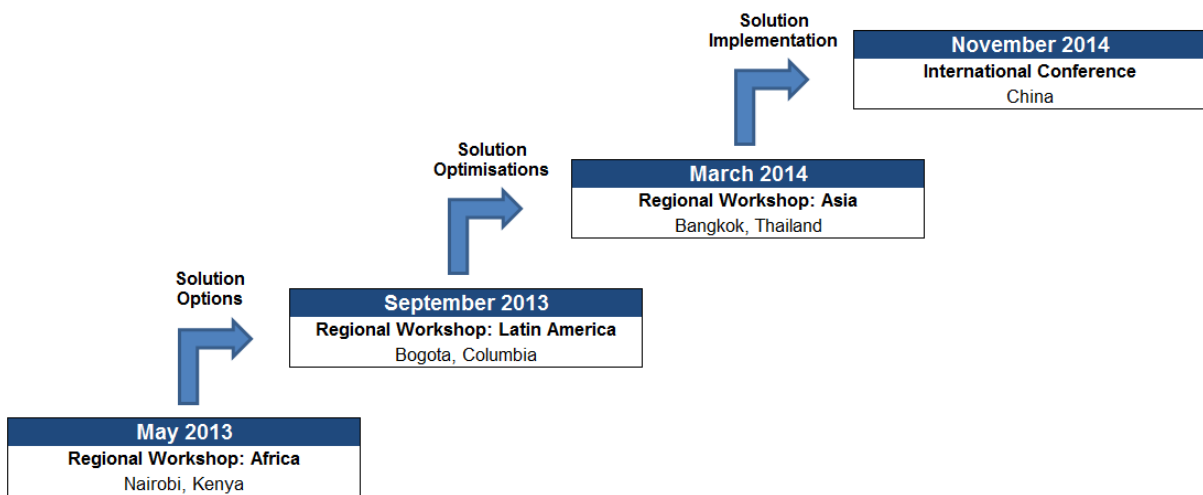 Solution
Implementation
November 2014
International Conference
China
Solution
Optimisations
March 2014
Regional Workshop: Asia
Bangkok, Thailand
Solution
Options
September 2013
Regional Workshop: Latin America
Bogota, Columbia
May 2013
Regional Workshop: Africa
Nairobi, Kenya